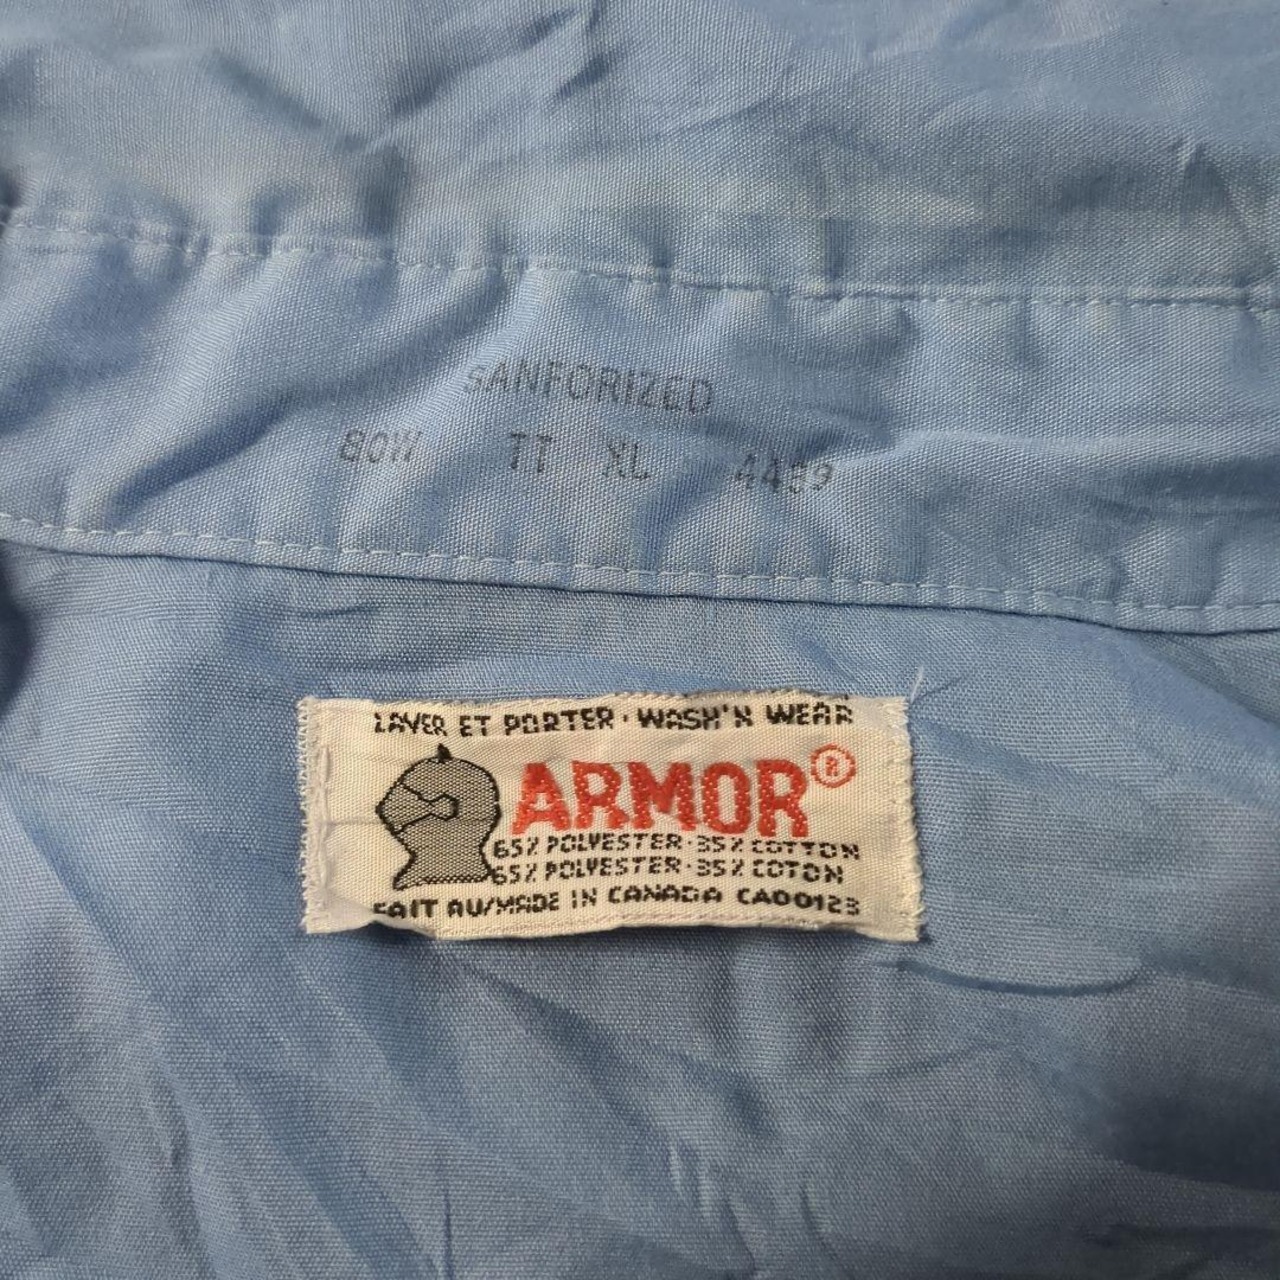 SANFORIZED
80W TT XL 4489
LAVER ET PORTER · WASH'N WEAR
ARMOR®
65% POLYESTER · 35% COTTON
65% POLYESTER · 35% COTON
FAIT AU/MADE IN CANADA CA00123